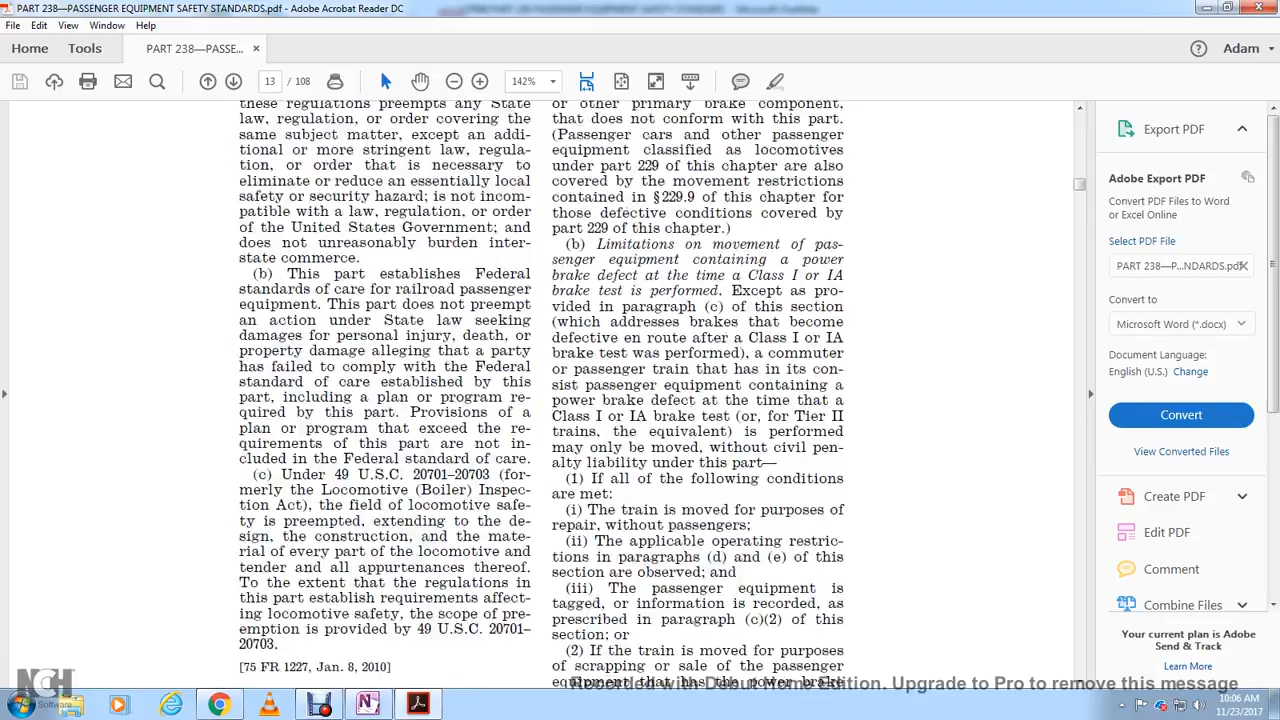 PART 238—PASSENGER EQUIPMENT SAFETY STANDARDS.pdf - Adobe Acrobat Reader DC
File Edit View Window Help
Home Tools PART 238—PASSE... × Adam
13 / 108 142%
these regulations preempts any State
law, regulation, or order covering the
same subject matter, except an addi-
tional or more stringent law, regula-
tion, or order that is necessary to
eliminate or reduce an essentially local
safety or security hazard; is not incom-
patible with a law, regulation, or order
of the United States Government; and
does not unreasonably burden inter-
state commerce.
(b) This part establishes Federal
standards of care for railroad passenger
equipment. This part does not preempt
an action under State law seeking
damages for personal injury, death, or
property damage alleging that a party
has failed to comply with the Federal
standard of care established by this
part, including a plan or program re-
quired by this part. Provisions of a
plan or program that exceed the re-
quirements of this part are not in-
cluded in the Federal standard of care.
(c) Under 49 U.S.C. 20701–20703 (for-
merly the Locomotive (Boiler) Inspec-
tion Act), the field of locomotive safe-
ty is preempted, extending to the de-
sign, the construction, and the mate-
rial of every part of the locomotive and
tender and all appurtenances thereof.
To the extent that the regulations in
this part establish requirements affect-
ing locomotive safety, the scope of pre-
emption is provided by 49 U.S.C. 20701–
20703.
[75 FR 1227, Jan. 8, 2010]
or other primary brake component,
that does not conform with this part.
(Passenger cars and other passenger
equipment classified as locomotives
under part 229 of this chapter are also
covered by the movement restrictions
contained in §229.9 of this chapter for
those defective conditions covered by
part 229 of this chapter.)
(b) Limitations on movement of pas-
senger equipment containing a power
brake defect at the time a Class I or IA
brake test is performed. Except as pro-
vided in paragraph (c) of this section
(which addresses brakes that become
defective en route after a Class I or IA
brake test was performed), a commuter
or passenger train that has in its con-
sist passenger equipment containing a
power brake defect at the time that a
Class I or IA brake test (or, for Tier II
trains, the equivalent) is performed
may only be moved, without civil pen-
alty liability under this part—
(1) If all of the following conditions
are met:
(i) The train is moved for purposes of
repair, without passengers;
(ii) The applicable operating restric-
tions in paragraphs (d) and (e) of this
section are observed; and
(iii) The passenger equipment is
tagged, or information is recorded, as
prescribed in paragraph (c)(2) of this
section; or
(2) If the train is moved for purposes
of scrapping or sale of the passenger
equipment that has the power brake
Export PDF
Adobe Export PDF
Convert PDF Files to Word
or Excel Online
Select PDF File
PART 238—P...NDARDS.pdf
Convert to
Microsoft Word (*.docx)
Document Language:
English (U.S.) Change
Convert
View Converted Files
Create PDF
Edit PDF
Comment
Combine Files
Your current plan is Adobe
Send & Track
Learn More
Recorded with Debut Home Edition. Upgrade to Pro to remove this message
NCH Software
10:06 AM
11/23/2017